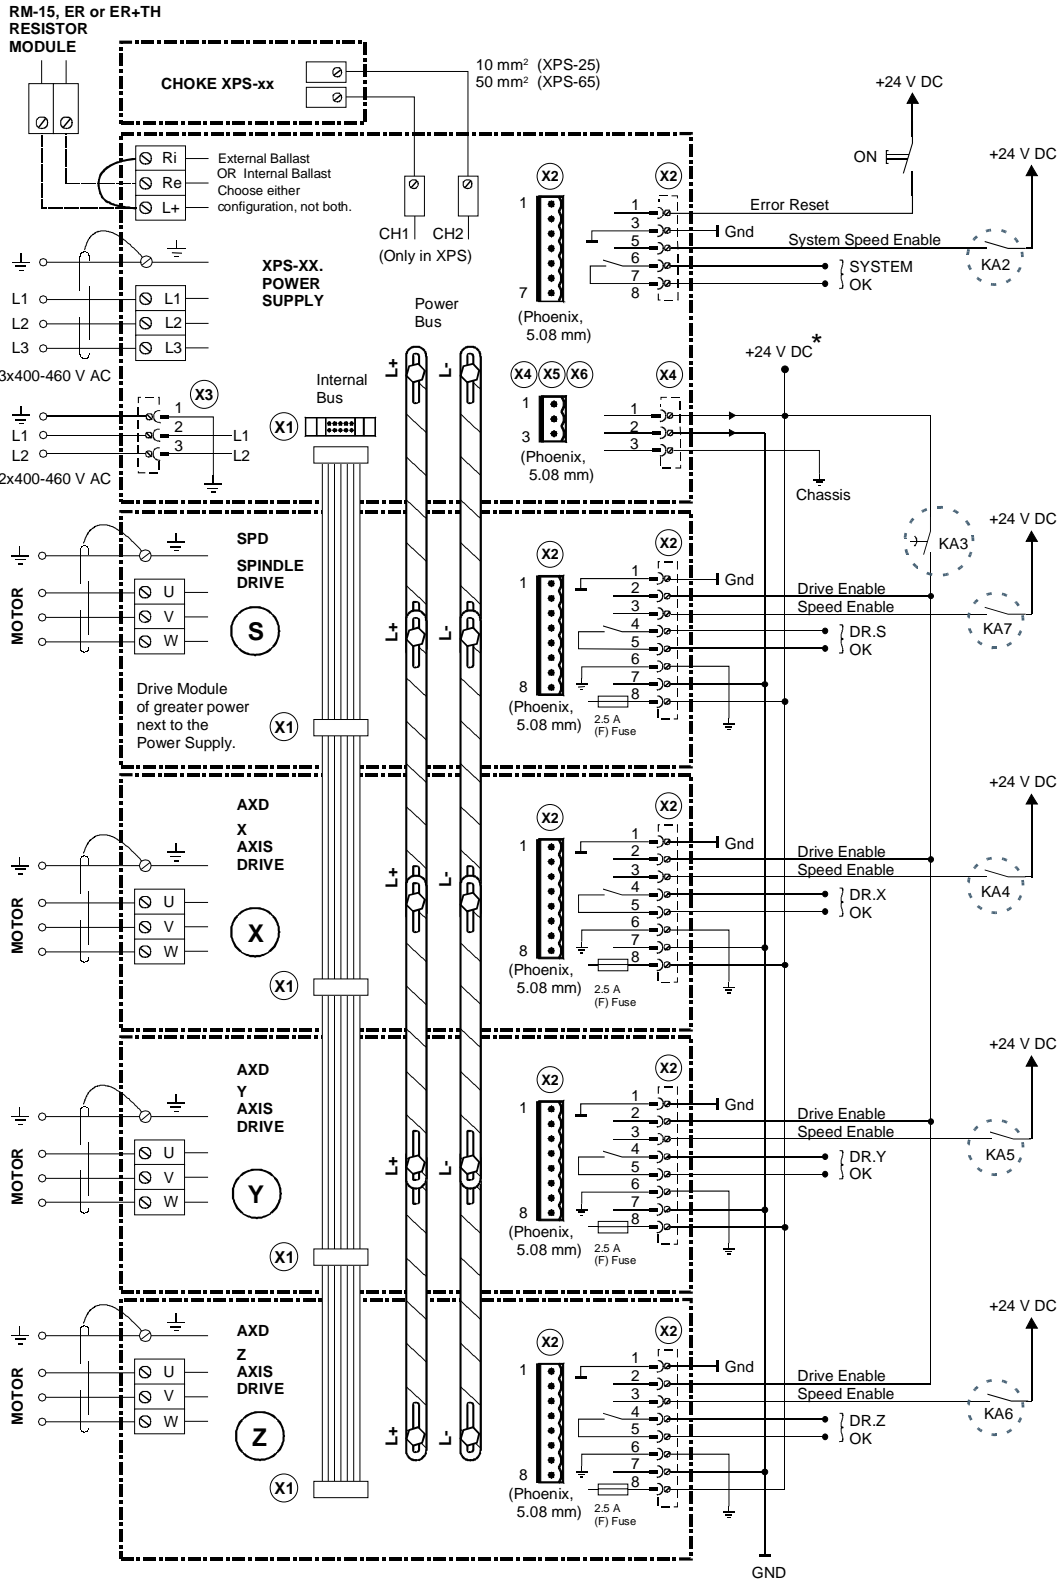 RM-15, ER or ER+TH
RESISTOR
MODULE
CHOKE XPS-xx
10 mm² (XPS-25)
50 mm² (XPS-65)
+24 V DC
ON
+24 V DC
Ri
Re
L+
External Ballast
OR Internal Ballast
Choose either
configuration, not both.
CH1 CH2
(Only in XPS)
X2
1
7
(Phoenix,
5.08 mm)
X2
1
3
5
6
7
8
Error Reset
Gnd
System Speed Enable
SYSTEM
OK
KA2
XPS-XX.
POWER
SUPPLY
L1
L2
L3
L1
L2
L3
3x400-460 V AC
Power
Bus
L+
L-
+24 V DC*
X3
1
2
3
L1
L2
L1
L2
2x400-460 V AC
Internal
Bus
X1
X4 X5 X6
1
3
(Phoenix,
5.08 mm)
X4
1
2
3
Chassis
KA3
SPD
SPINDLE
DRIVE
S
MOTOR
U
V
W
Drive Module
of greater power
next to the
Power Supply.
X1
L+
L-
X2
1
8
(Phoenix,
5.08 mm)
X2
1
2
3
4
5
6
7
8
2.5 A
(F) Fuse
Gnd
Drive Enable
Speed Enable
DR.S
OK
+24 V DC
KA7
AXD
X
AXIS
DRIVE
X
MOTOR
U
V
W
X1
L+
L-
X2
1
8
(Phoenix,
5.08 mm)
X2
1
2
3
4
5
6
7
8
2.5 A
(F) Fuse
Gnd
Drive Enable
Speed Enable
DR.X
OK
+24 V DC
KA4
AXD
Y
AXIS
DRIVE
Y
MOTOR
U
V
W
X1
L+
L-
X2
1
8
(Phoenix,
5.08 mm)
X2
1
2
3
4
5
6
7
8
2.5 A
(F) Fuse
Gnd
Drive Enable
Speed Enable
DR.Y
OK
+24 V DC
KA5
AXD
Z
AXIS
DRIVE
Z
MOTOR
U
V
W
X1
L+
L-
X2
1
8
(Phoenix,
5.08 mm)
X2
1
2
3
4
5
6
7
8
2.5 A
(F) Fuse
Gnd
Drive Enable
Speed Enable
DR.Z
OK
+24 V DC
KA6
GND